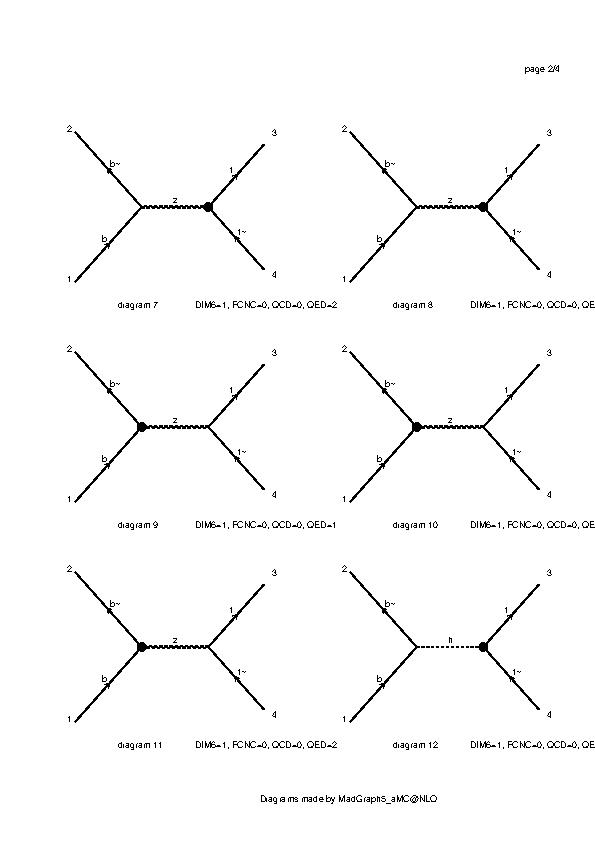 page 2/4
2 3 2 3
b~ t b~ t
z z
b t~ b t~
1 4 1 4
diagram 7 DIM6=1, FCNC=0, QCD=0, QED=2 diagram 8 DIM6=1, FCNC=0, QCD=0, QE
2 3 2 3
b~ t b~ t
z z
b t~ b t~
1 4 1 4
diagram 9 DIM6=1, FCNC=0, QCD=0, QED=1 diagram 10 DIM6=1, FCNC=0, QCD=0, QE
2 3 2 3
b~ t b~ t
z h
b t~ b t~
1 4 1 4
diagram 11 DIM6=1, FCNC=0, QCD=0, QED=2 diagram 12 DIM6=1, FCNC=0, QCD=0, QE
Diagrams made by MadGraph5_aMC@NLO